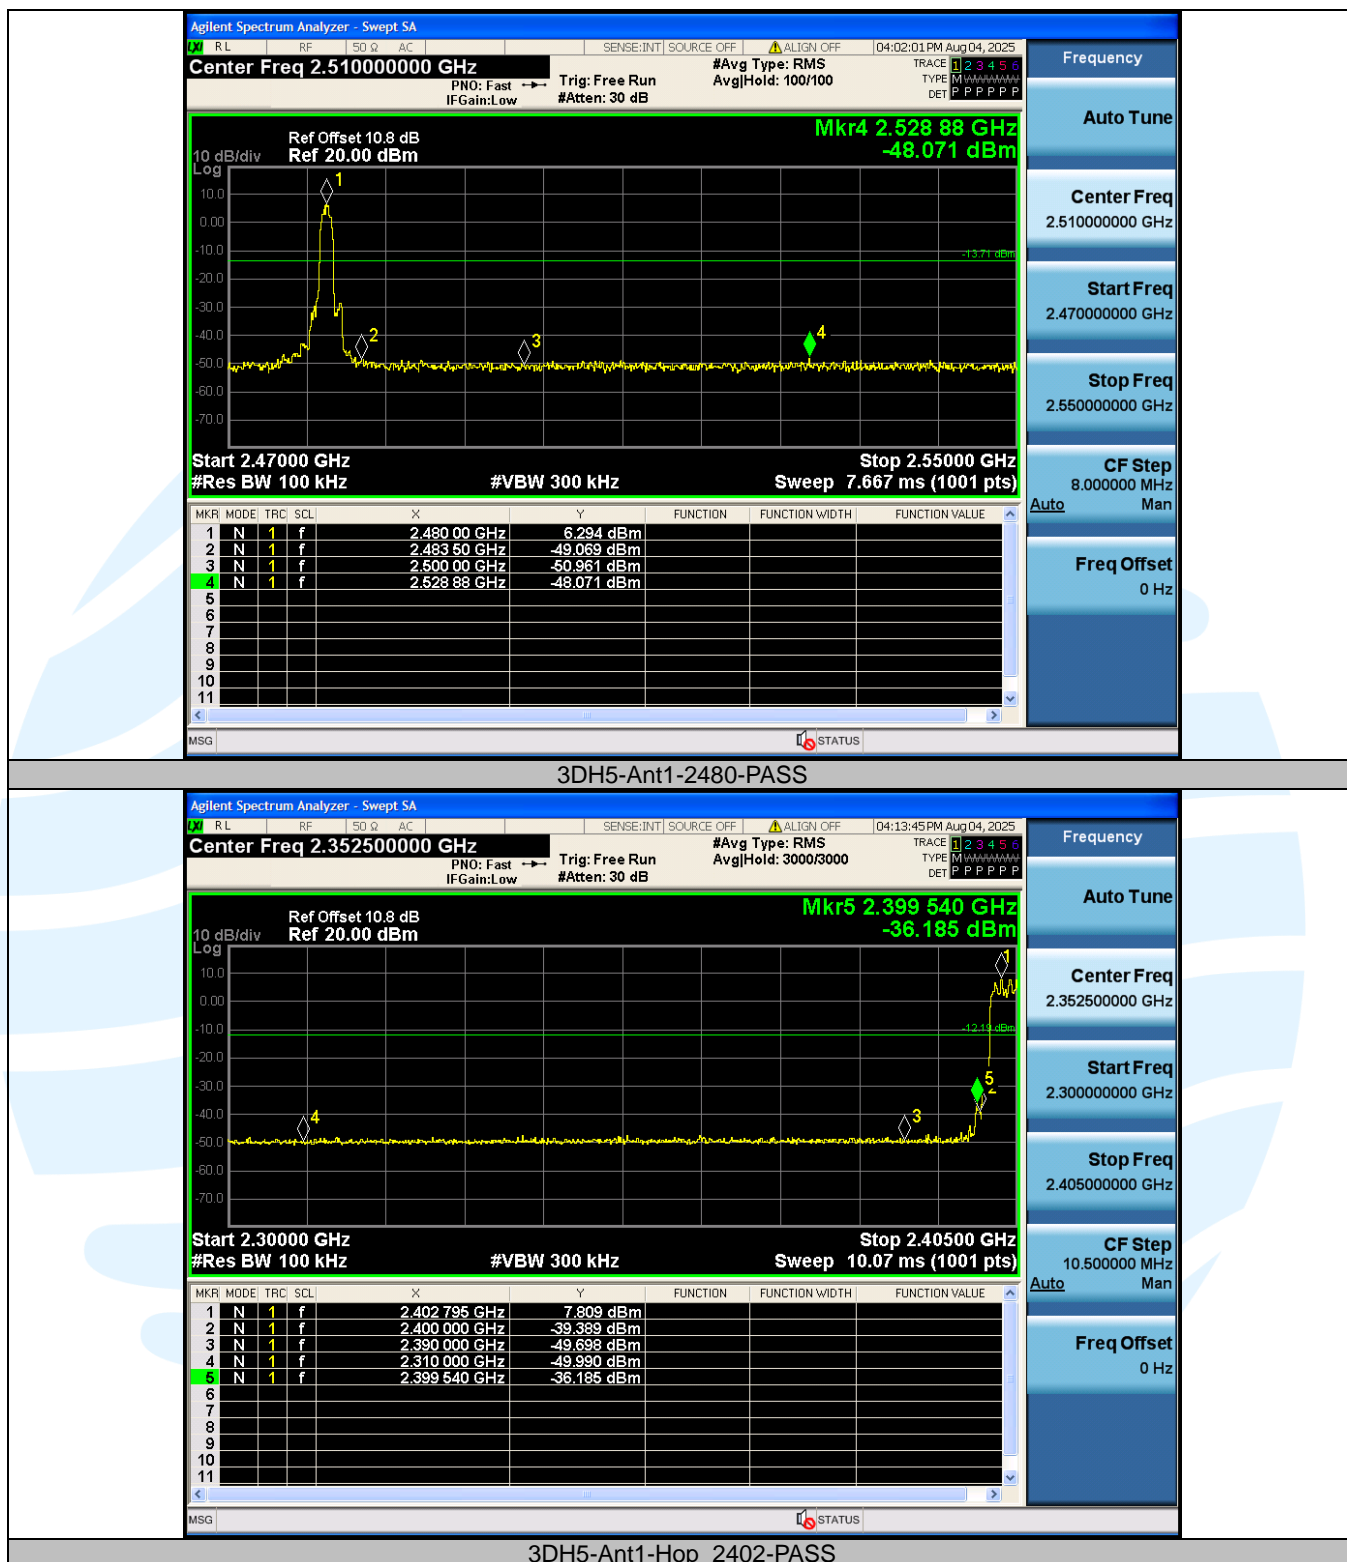 Agilent Spectrum Analyzer - Swept SA
LXI RL RF 50 Ω AC SENSE:INT SOURCE OFF ALIGN OFF 04:02:01 PM Aug 04, 2025
Center Freq 2.510000000 GHz
PNO: Fast
IFGain:Low
Trig: Free Run
#Atten: 30 dB
#Avg Type: RMS
Avg|Hold: 100/100
TRACE 1 2 3 4 5 6
TYPE M WWWWW
DET P P P P P P
Mkr4 2.528 88 GHz
-48.071 dBm
Ref Offset 10.8 dB
10 dB/div Ref 20.00 dBm
Log
10.0
0.00
-10.0
-20.0
-30.0
-40.0
-50.0
-60.0
-70.0
1
2
3
4
-13.71 dBm
Start 2.47000 GHz Stop 2.55000 GHz
#Res BW 100 kHz #VBW 300 kHz Sweep 7.667 ms (1001 pts)
MKR MODE TRC SCL X Y FUNCTION FUNCTION WIDTH FUNCTION VALUE
1 N 1 f 2.480 00 GHz 6.294 dBm
2 N 1 f 2.483 50 GHz -49.069 dBm
3 N 1 f 2.500 00 GHz -50.961 dBm
4 N 1 f 2.528 88 GHz -48.071 dBm
5
6
7
8
9
10
11
MSG STATUS
Frequency
Auto Tune
Center Freq
2.510000000 GHz
Start Freq
2.470000000 GHz
Stop Freq
2.550000000 GHz
CF Step
8.000000 MHz
Auto Man
Freq Offset
0 Hz
3DH5-Ant1-2480-PASS
Agilent Spectrum Analyzer - Swept SA
LXI RL RF 50 Ω AC SENSE:INT SOURCE OFF ALIGN OFF 04:13:45 PM Aug 04, 2025
Center Freq 2.352500000 GHz
PNO: Fast
IFGain:Low
Trig: Free Run
#Atten: 30 dB
#Avg Type: RMS
Avg|Hold: 3000/3000
TRACE 1 2 3 4 5 6
TYPE M WWWWW
DET P P P P P P
Mkr5 2.399 540 GHz
-36.185 dBm
Ref Offset 10.8 dB
10 dB/div Ref 20.00 dBm
Log
10.0
0.00
-10.0
-20.0
-30.0
-40.0
-50.0
-60.0
-70.0
1
-12.19 dBm
5
2
3
4
Start 2.30000 GHz Stop 2.40500 GHz
#Res BW 100 kHz #VBW 300 kHz Sweep 10.07 ms (1001 pts)
MKR MODE TRC SCL X Y FUNCTION FUNCTION WIDTH FUNCTION VALUE
1 N 1 f 2.402 795 GHz 7.809 dBm
2 N 1 f 2.400 000 GHz -39.389 dBm
3 N 1 f 2.390 000 GHz -49.698 dBm
4 N 1 f 2.310 000 GHz -49.990 dBm
5 N 1 f 2.399 540 GHz -36.185 dBm
6
7
8
9
10
11
MSG STATUS
Frequency
Auto Tune
Center Freq
2.352500000 GHz
Start Freq
2.300000000 GHz
Stop Freq
2.405000000 GHz
CF Step
10.500000 MHz
Auto Man
Freq Offset
0 Hz
3DH5-Ant1-Hop_2402-PASS